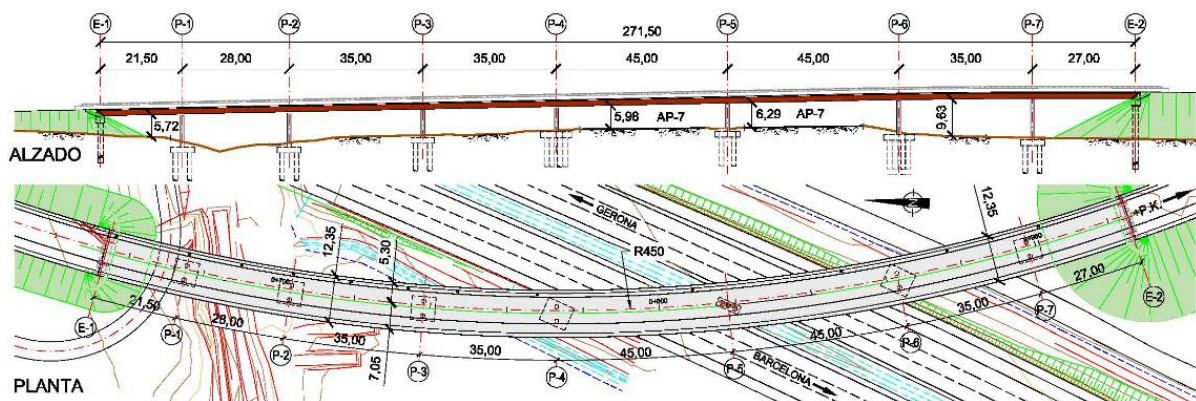 E-1 P-1 P-2 P-3 P-4 P-5 P-6 P-7 E-2
271,50
21,50 28,00 35,00 35,00 45,00 45,00 35,00 27,00
5,72 5,98 AP-7 6,29 AP-7 9,63
ALZADO
GERONA
N
12,35
+P.K.
12,35
5,30
R450
0+700
0+800
21,50 28,00 35,00 35,00 45,00 45,00 35,00 27,00
7,05
E-1 P-1 P-2 P-3 P-4 P-5 P-6 P-7 E-2
BARCELONA
PLANTA